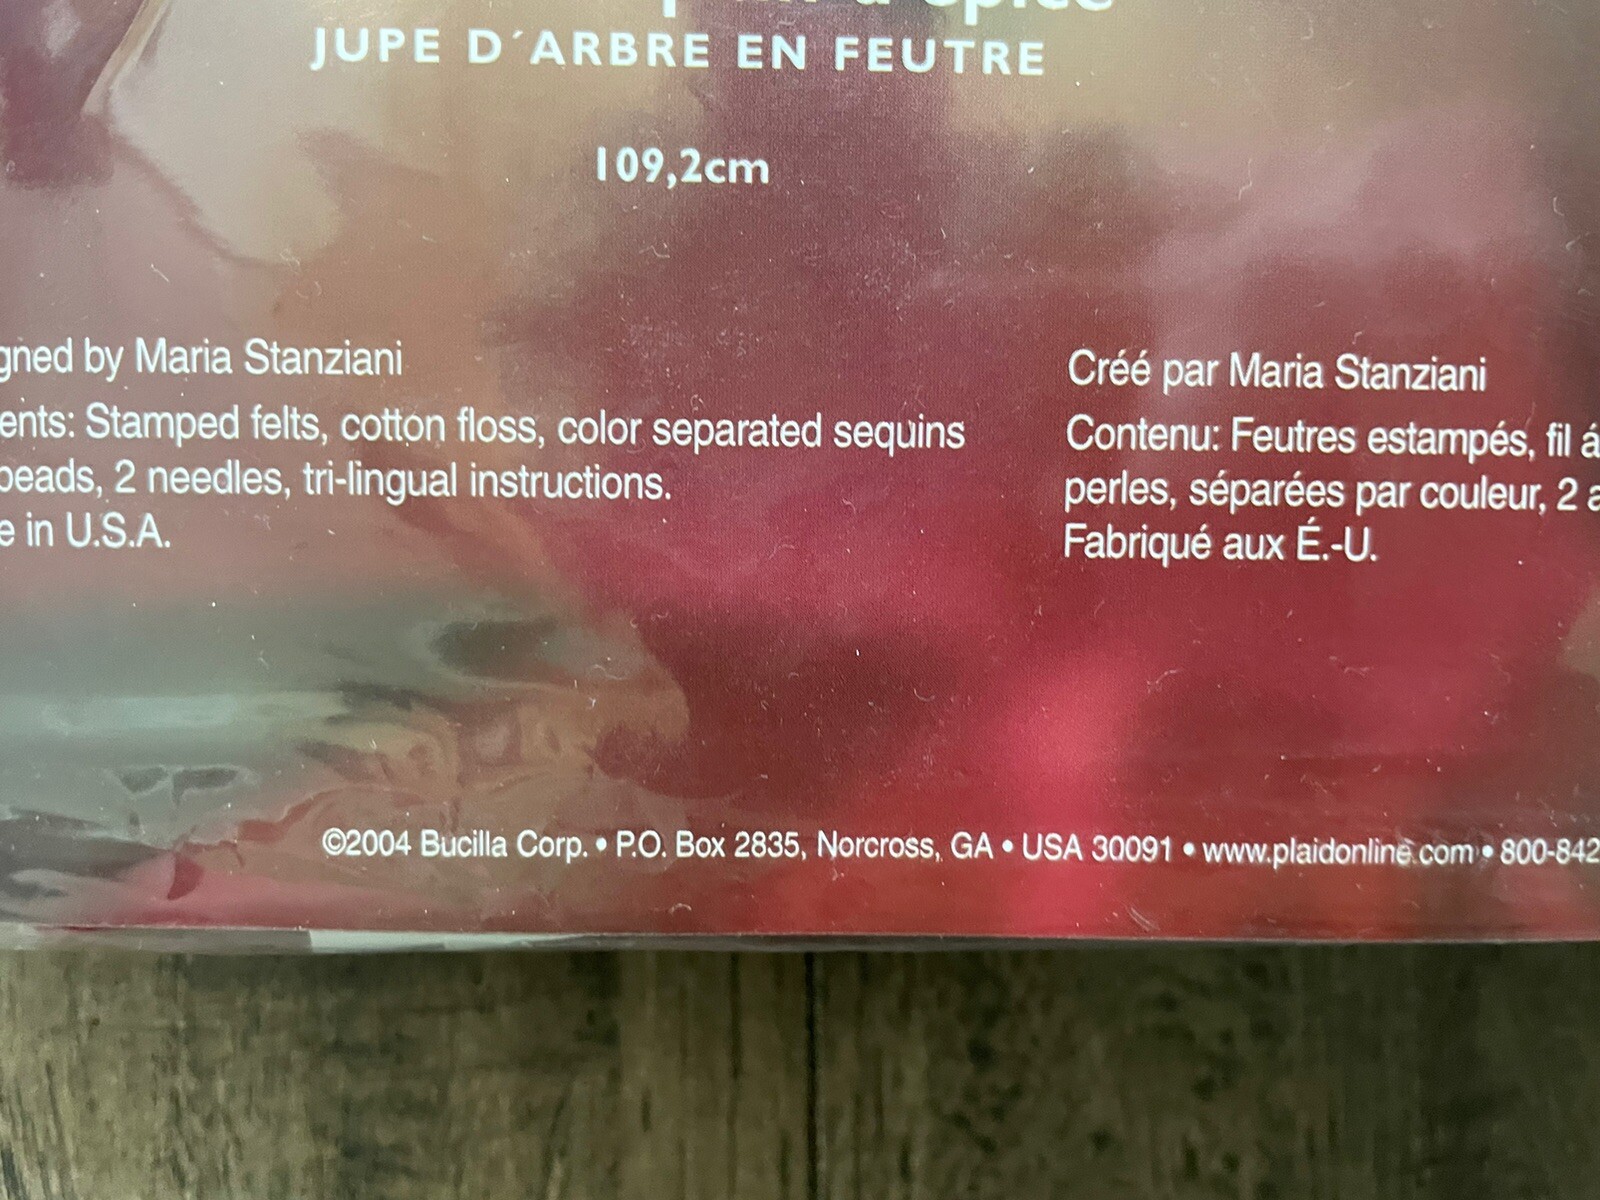 pain d'épice
JUPE D´ARBRE EN FEUTRE
109,2cm
gned by Maria Stanziani
ents: Stamped felts, cotton floss, color separated sequins
beads, 2 needles, tri-lingual instructions.
e in U.S.A.
Créé par Maria Stanziani
Contenu: Feutres estampés, fil á
perles, séparées par couleur, 2 a
Fabriqué aux É.-U.
©2004 Bucilla Corp. • P.O. Box 2835, Norcross, GA • USA 30091 • www.plaidonline.com • 800-842